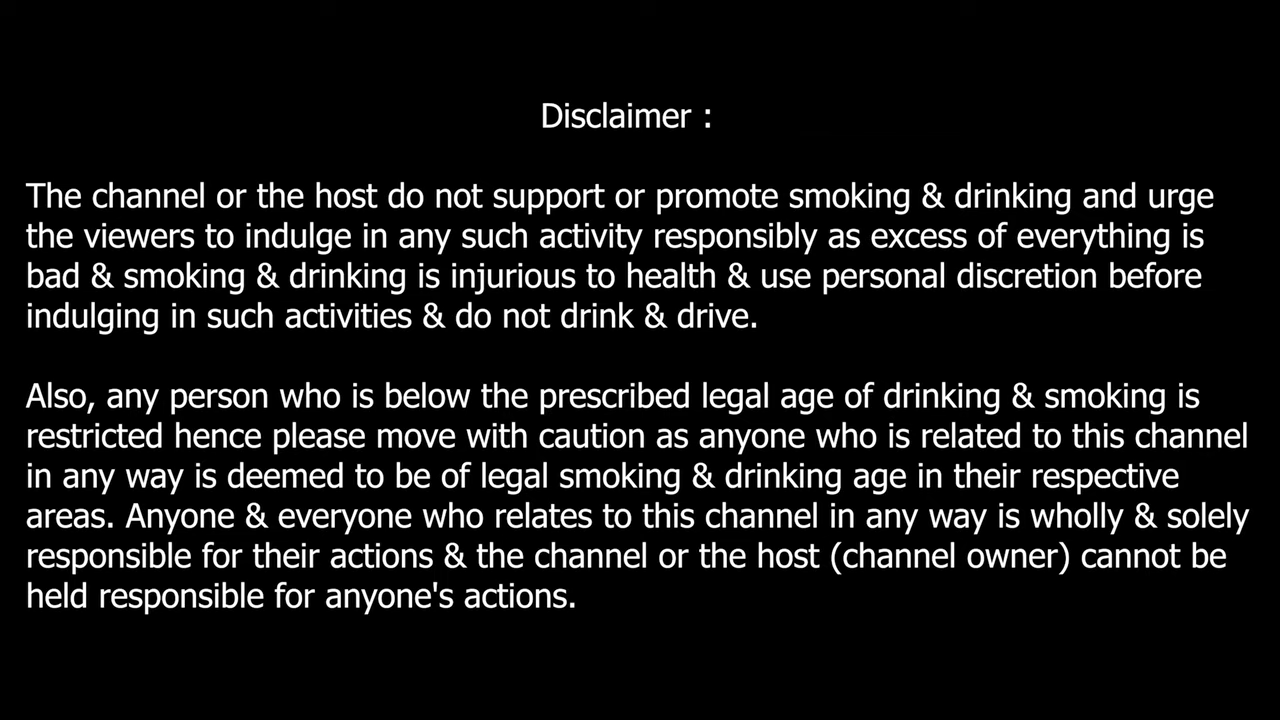 Disclaimer :
The channel or the host do not support or promote smoking & drinking and urge
the viewers to indulge in any such activity responsibly as excess of everything is
bad & smoking & drinking is injurious to health & use personal discretion before
indulging in such activities & do not drink & drive.
Also, any person who is below the prescribed legal age of drinking & smoking is
restricted hence please move with caution as anyone who is related to this channel
in any way is deemed to be of legal smoking & drinking age in their respective
areas. Anyone & everyone who relates to this channel in any way is wholly & solely
responsible for their actions & the channel or the host (channel owner) cannot be
held responsible for anyone's actions.